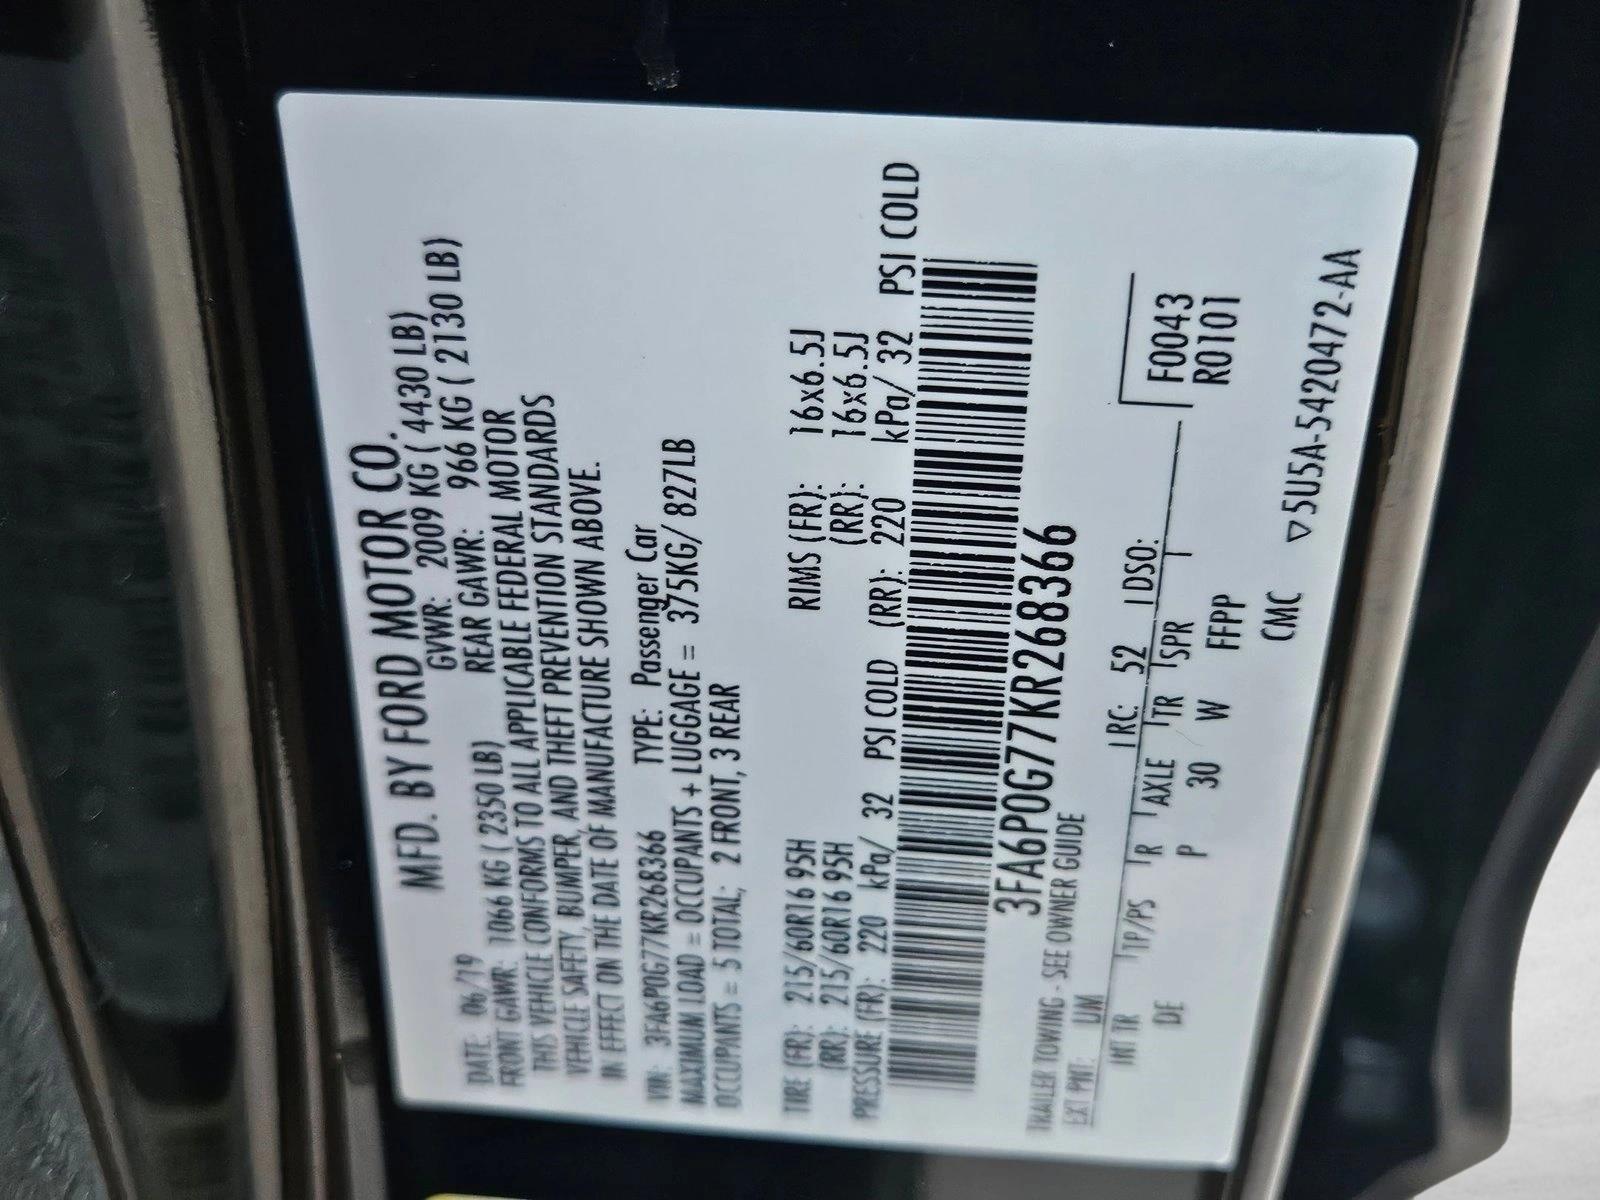 MFD. BY FORD MOTOR CO.
DATE: 06/19 GVWR: 2009 KG ( 4430 LB)
FRONT GAWR: 1066 KG ( 2350 LB) REAR GAWR: 966 KG ( 2130 LB)
THIS VEHICLE CONFORMS TO ALL APPLICABLE FEDERAL MOTOR
VEHICLE SAFETY, BUMPER, AND THEFT PREVENTION STANDARDS
IN EFFECT ON THE DATE OF MANUFACTURE SHOWN ABOVE.
VIN: 3FA6P0G77KR268366 TYPE: Passenger Car
MAXIMUM LOAD = OCCUPANTS + LUGGAGE = 375KG/ 827LB
OCCUPANTS = 5 TOTAL; 2 FRONT, 3 REAR
TIRE (FR): 215/60R16 95H RIMS (FR): 16x6.5J
(RR): 215/60R16 95H (RR): 16x6.5J
PRESSURE (FR): 220 kPa/ 32 PSI COLD (RR): 220 kPa/ 32 PSI COLD
3FA6P0G77KR268366
TRAILER TOWING - SEE OWNER GUIDE
EXT PNT: UM RC: 52 DSO: F0043
INT TR TP/PS R AXLE TR SPR R0101
DE P 30 W FFPP
CMC ▽5U5A-5420472-AA